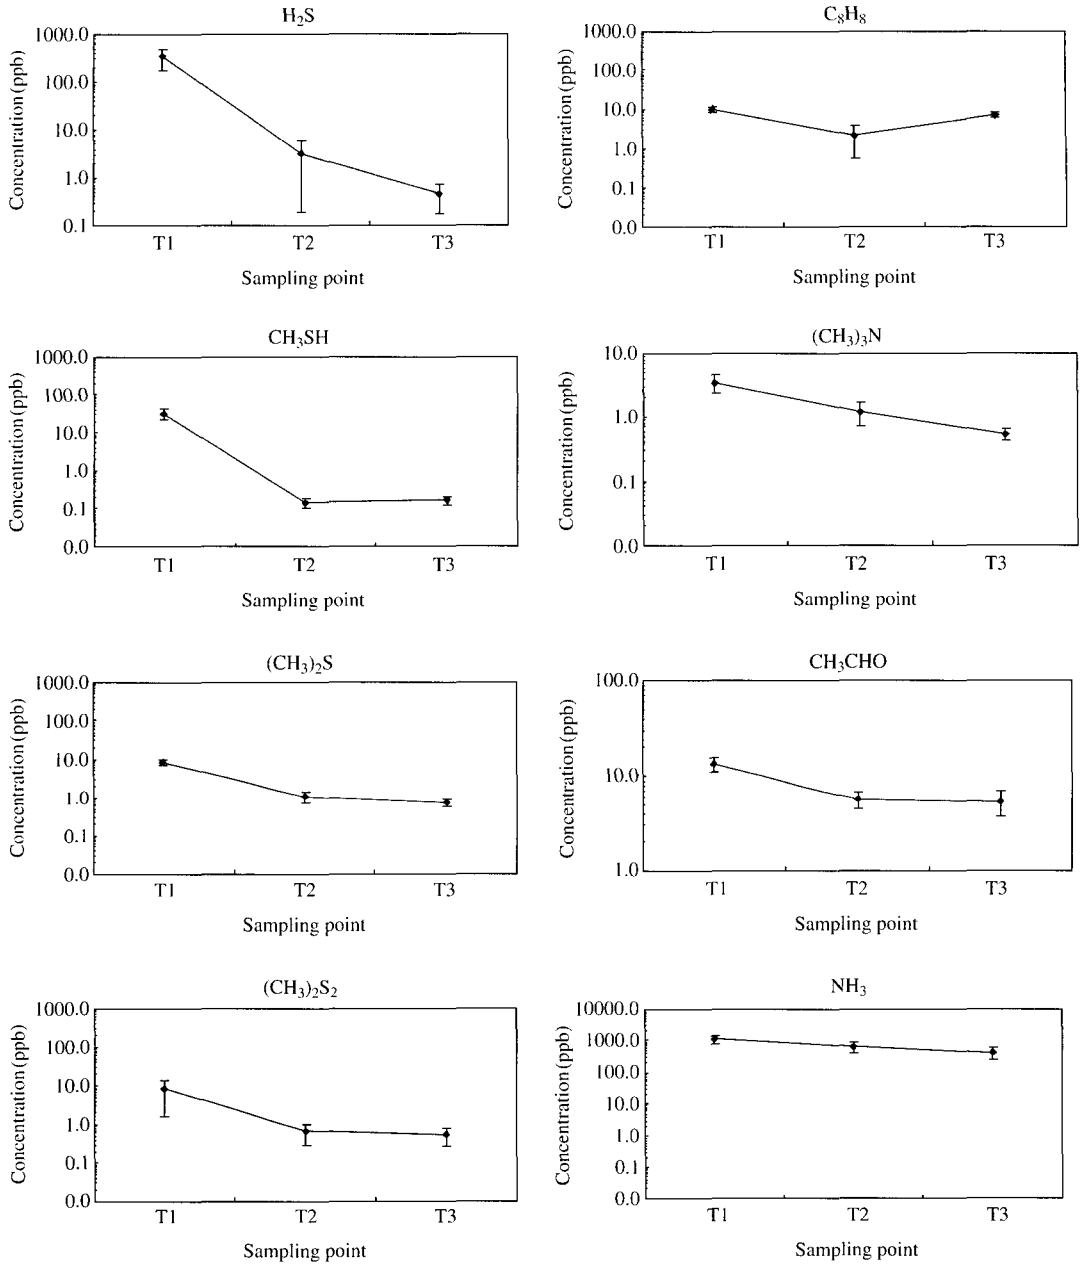 H₂S
1000.0
100.0
10.0
1.0
0.1
Concentration (ppb)
T1 T2 T3
Sampling point
C₈H₈
1000.0
100.0
10.0
1.0
0.1
0.0
Concentration (ppb)
T1 T2 T3
Sampling point
CH₃SH
1000.0
100.0
10.0
1.0
0.1
0.0
Concentration (ppb)
T1 T2 T3
Sampling point
(CH₃)₃N
10.0
1.0
0.1
0.0
Concentration (ppb)
T1 T2 T3
Sampling point
(CH₃)₂S
1000.0
100.0
10.0
1.0
0.1
0.0
Concentration (ppb)
T1 T2 T3
Sampling point
CH₃CHO
100.0
10.0
1.0
Concentration (ppb)
T1 T2 T3
Sampling point
(CH₃)₂S₂
1000.0
100.0
10.0
1.0
0.1
0.0
Concentration (ppb)
T1 T2 T3
Sampling point
NH₃
10000.0
1000.0
100.0
10.0
1.0
0.1
0.0
Concentration (ppb)
T1 T2 T3
Sampling point